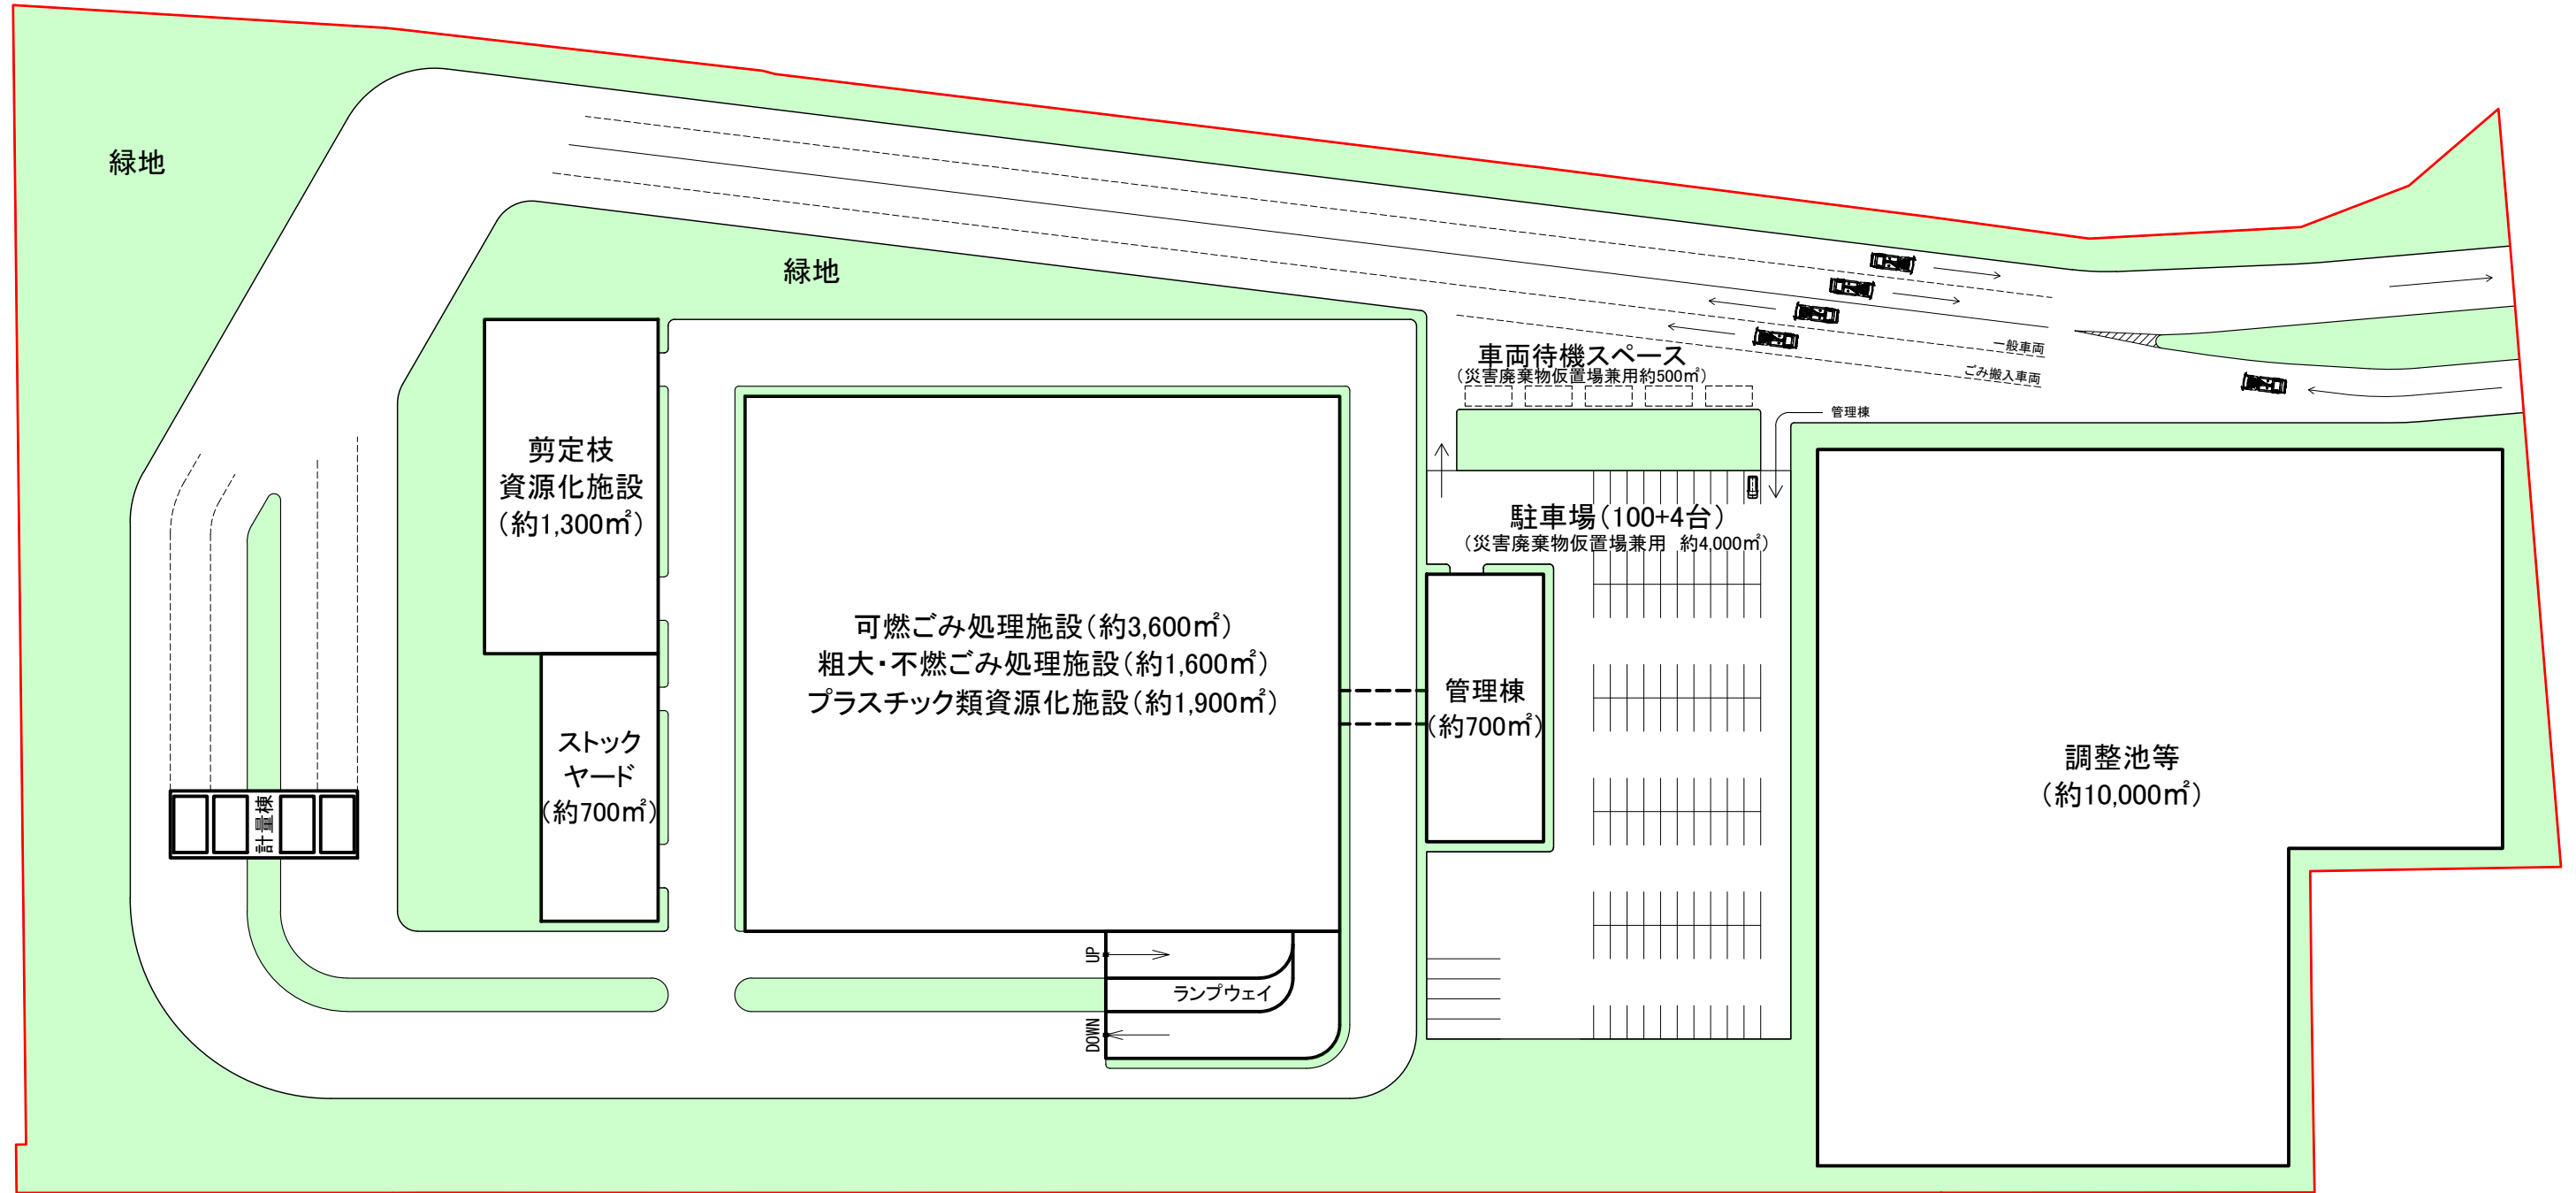 緑地
緑地
車両待機スペース
（災害廃棄物仮置場兼用約500㎡）
一般車両
ごみ搬入車両
管理棟
剪定枝
資源化施設
（約1,300㎡）
駐車場（100+4台）
（災害廃棄物仮置場兼用　約4,000㎡）
可燃ごみ処理施設（約3,600㎡）
粗大・不燃ごみ処理施設（約1,600㎡）
プラスチック類資源化施設（約1,900㎡）
管理棟
（約700㎡）
ストック
ヤード
（約700㎡）
調整池等
（約10,000㎡）
計量棟
UP
ランプウェイ
DOWN